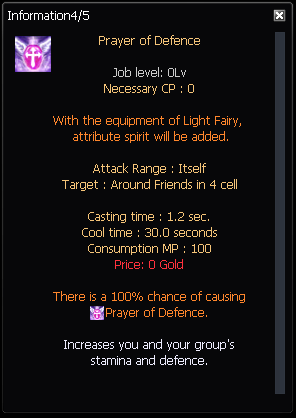 Information4/5
Prayer of Defence
Job level: 0Lv
Necessary CP : 0
With the equipment of Light Fairy,
attribute spirit will be added.
Attack Range : Itself
Target : Around Friends in 4 cell
Casting time : 1.2 sec.
Cool time : 30.0 seconds
Consumption MP : 100
Price: 0 Gold
There is a 100% chance of causing
Prayer of Defence.
Increases you and your group's
stamina and defence.